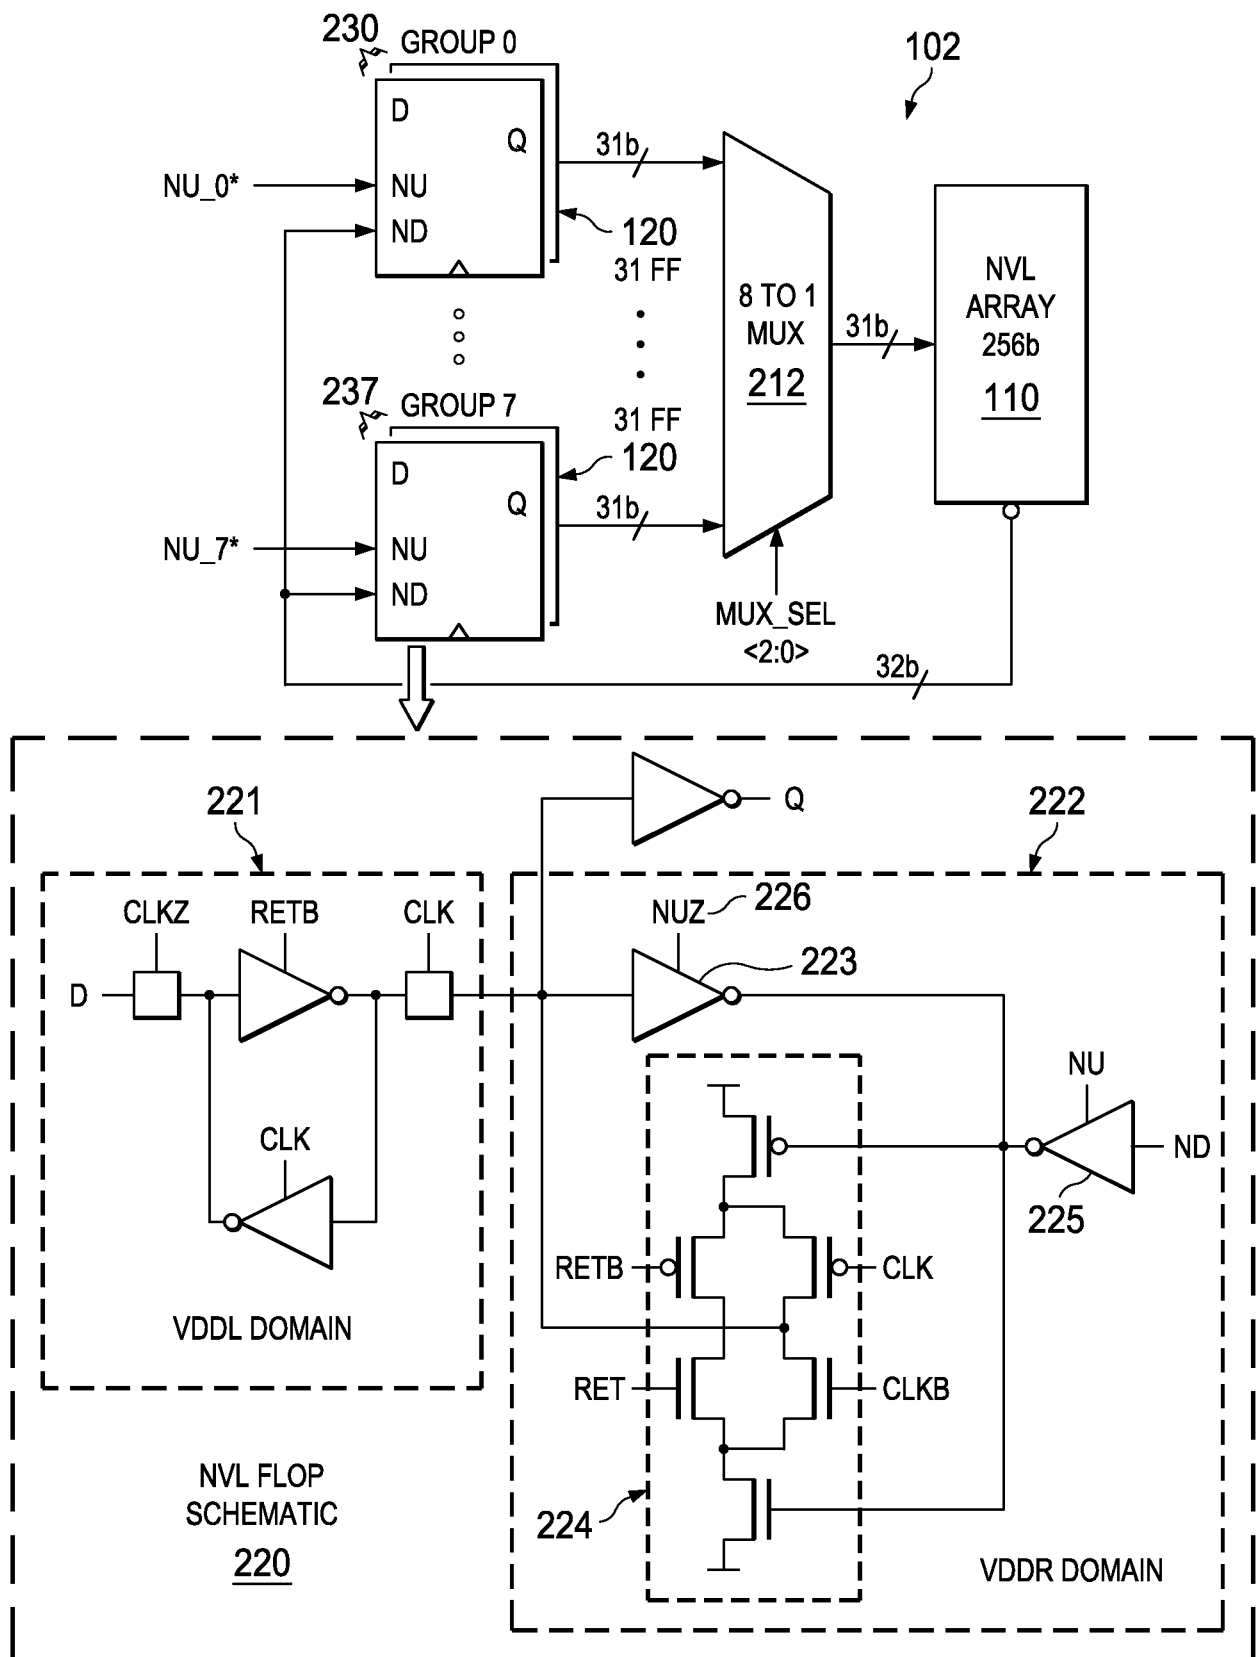 230
GROUP 0
102
D
Q
31b
NU_0*
NU
ND
120
31 FF
8 TO 1
MUX
212
31b
NVL
ARRAY
256b
110
237
GROUP 7
31 FF
120
D
Q
31b
NU_7*
NU
ND
MUX_SEL
<2:0>
32b
221
Q
222
CLKZ
RETB
CLK
NUZ
226
223
D
NU
ND
225
CLK
RETB
CLK
VDDL DOMAIN
RET
CLKB
NVL FLOP
SCHEMATIC
220
224
VDDR DOMAIN